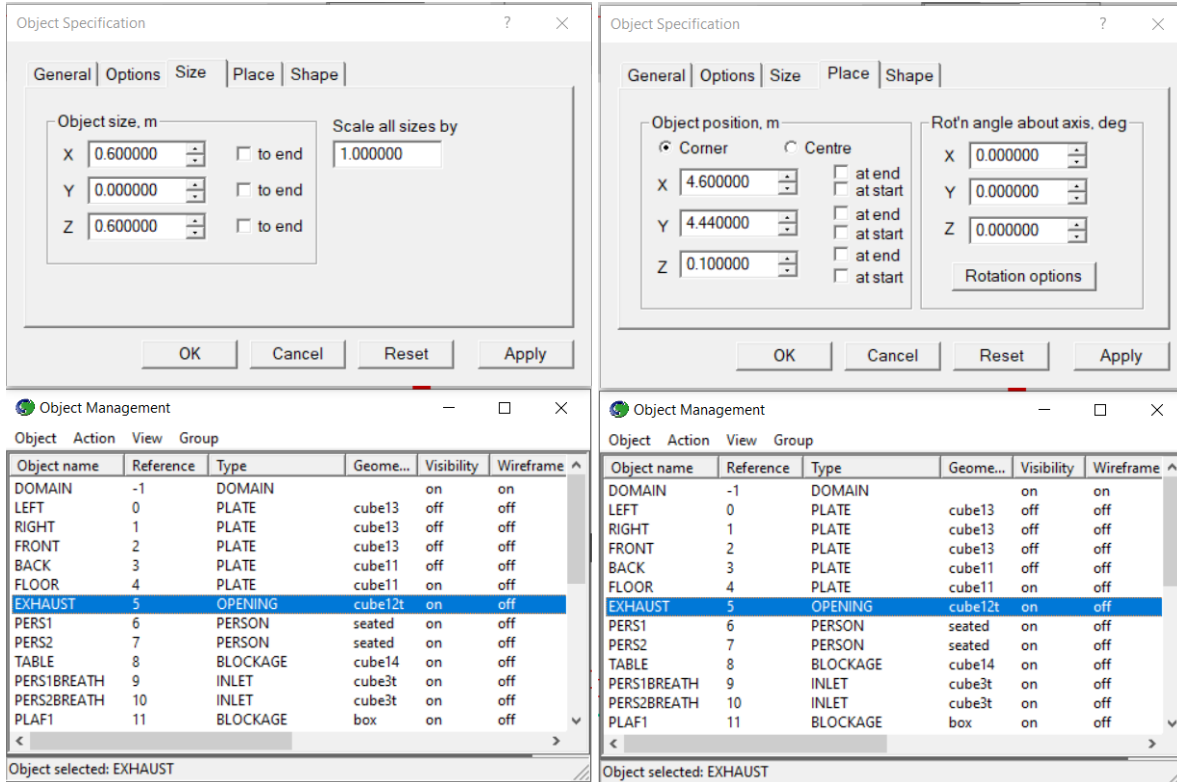 Object Specification ? ×
General Options Size Place Shape
Object size, m
Scale all sizes by
X 0.600000 to end
1.000000
Y 0.000000 to end
Z 0.600000 to end
OK Cancel Reset Apply
Object Management
Object Action View Group
Object name Reference Type Geome... Visibility Wireframe
DOMAIN -1 DOMAIN on on
LEFT 0 PLATE cube13 off off
RIGHT 1 PLATE cube13 off off
FRONT 2 PLATE cube13 off off
BACK 3 PLATE cube11 off off
FLOOR 4 PLATE cube11 on off
EXHAUST 5 OPENING cube12t on off
PERS1 6 PERSON seated on off
PERS2 7 PERSON seated on off
TABLE 8 BLOCKAGE cube14 on off
PERS1BREATH 9 INLET cube3t on off
PERS2BREATH 10 INLET cube3t on off
PLAF1 11 BLOCKAGE box on off
Object selected: EXHAUST
Object Specification ? ×
General Options Size Place Shape
Object position, m
Corner Centre
X 4.600000 at end
at start
Y 4.440000 at end
at start
Z 0.100000 at end
at start
Rot'n angle about axis, deg
X 0.000000
Y 0.000000
Z 0.000000
Rotation options
OK Cancel Reset Apply
Object Management
Object Action View Group
Object name Reference Type Geome... Visibility Wireframe
DOMAIN -1 DOMAIN on on
LEFT 0 PLATE cube13 off off
RIGHT 1 PLATE cube13 off off
FRONT 2 PLATE cube13 off off
BACK 3 PLATE cube11 off off
FLOOR 4 PLATE cube11 on off
EXHAUST 5 OPENING cube12t on off
PERS1 6 PERSON seated on off
PERS2 7 PERSON seated on off
TABLE 8 BLOCKAGE cube14 on off
PERS1BREATH 9 INLET cube3t on off
PERS2BREATH 10 INLET cube3t on off
PLAF1 11 BLOCKAGE box on off
Object selected: EXHAUST